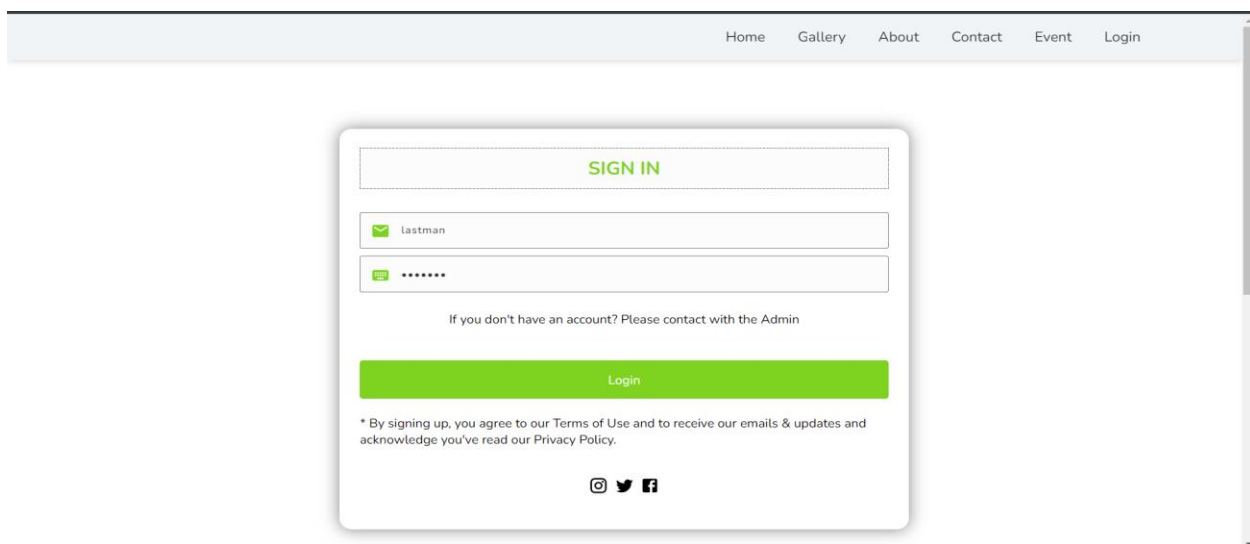 Home Gallery About Contact Event Login
SIGN IN
lastman
•••••••
If you don't have an account? Please contact with the Admin
Login
* By signing up, you agree to our Terms of Use and to receive our emails & updates and
acknowledge you've read our Privacy Policy.